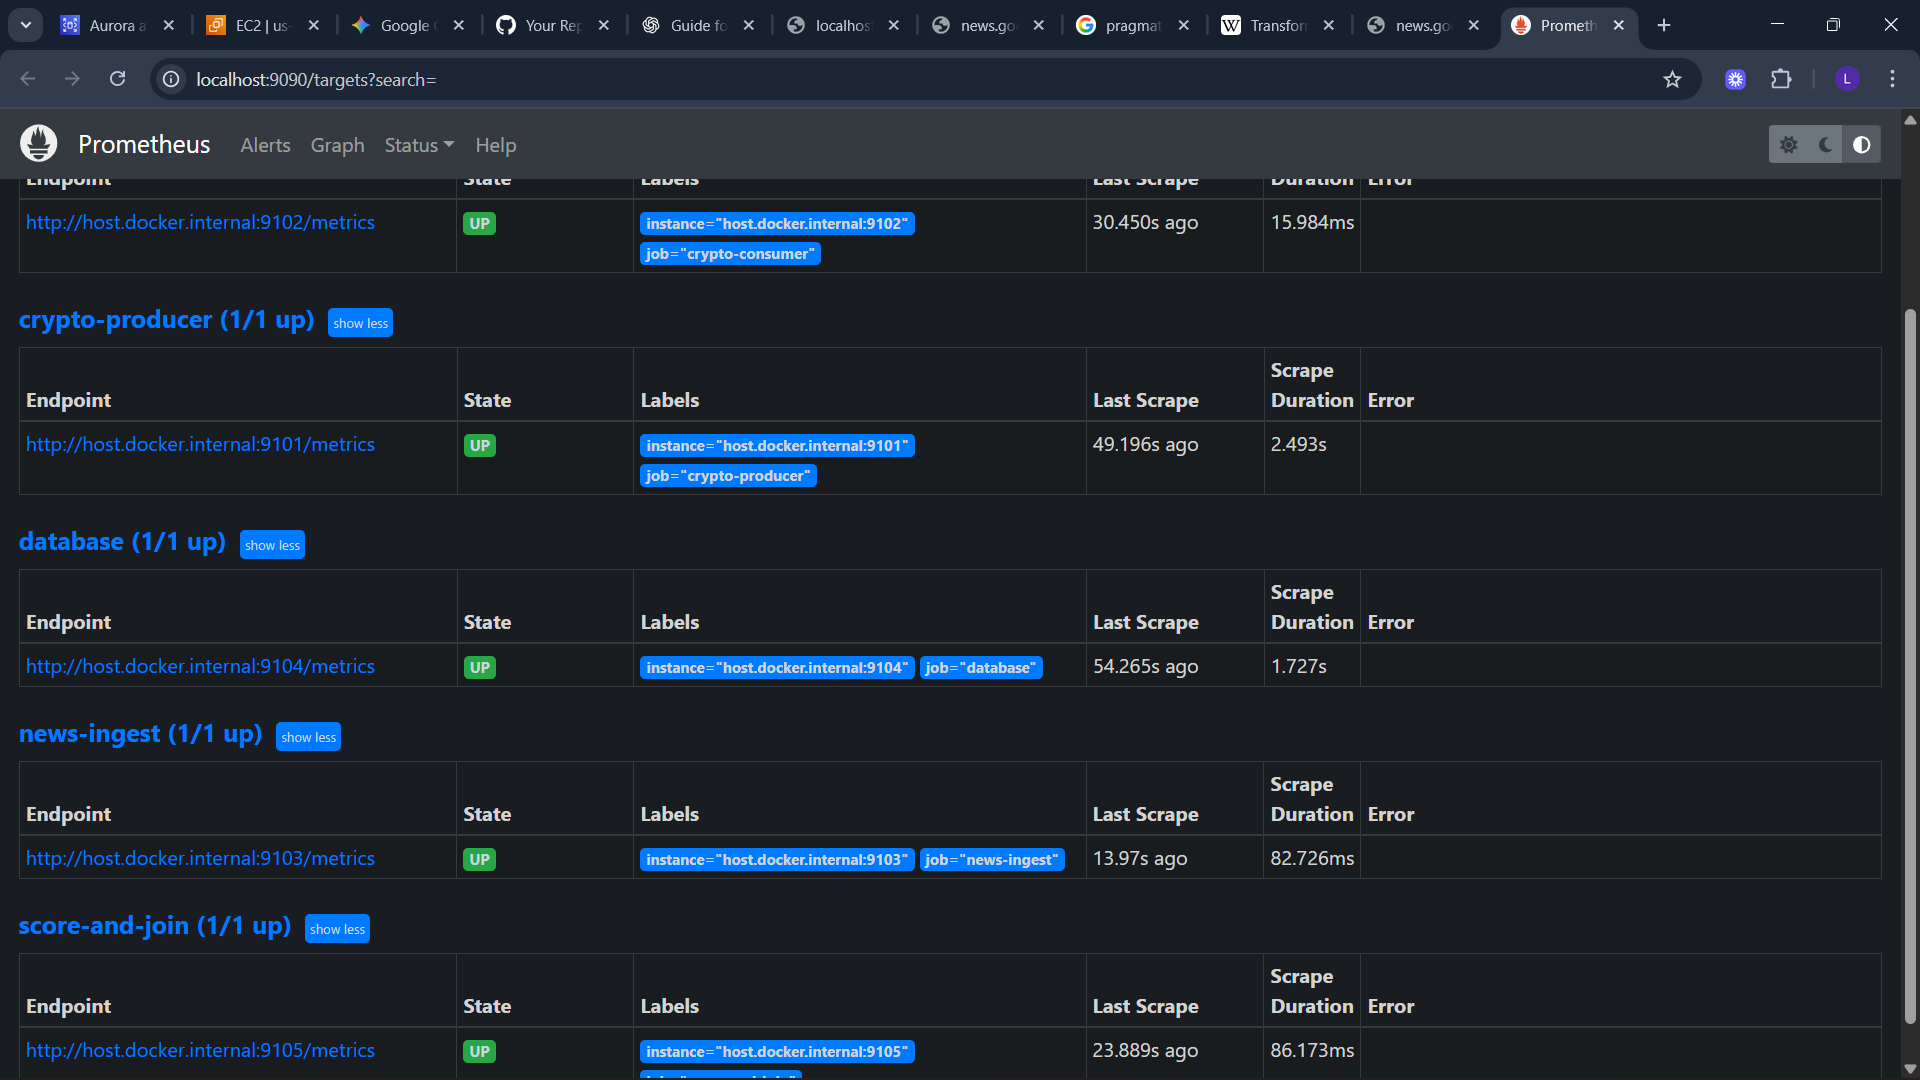 Aurora a
EC2 | us-
Google
Your Rep
Guide fo
localhos
news.go
pragmat
Transfor
news.go
Prometh
localhost:9090/targets?search=
L
Prometheus
Alerts
Graph
Status
Help
Endpoint State Labels Last Scrape Duration Error
http://host.docker.internal:9102/metrics UP instance="host.docker.internal:9102" 30.450s ago 15.984ms
job="crypto-consumer"
crypto-producer (1/1 up) show less
Scrape
Endpoint State Labels Last Scrape Duration Error
http://host.docker.internal:9101/metrics UP instance="host.docker.internal:9101" 49.196s ago 2.493s
job="crypto-producer"
database (1/1 up) show less
Scrape
Endpoint State Labels Last Scrape Duration Error
http://host.docker.internal:9104/metrics UP instance="host.docker.internal:9104" job="database" 54.265s ago 1.727s
news-ingest (1/1 up) show less
Scrape
Endpoint State Labels Last Scrape Duration Error
http://host.docker.internal:9103/metrics UP instance="host.docker.internal:9103" job="news-ingest" 13.97s ago 82.726ms
score-and-join (1/1 up) show less
Scrape
Endpoint State Labels Last Scrape Duration Error
http://host.docker.internal:9105/metrics UP instance="host.docker.internal:9105" 23.889s ago 86.173ms